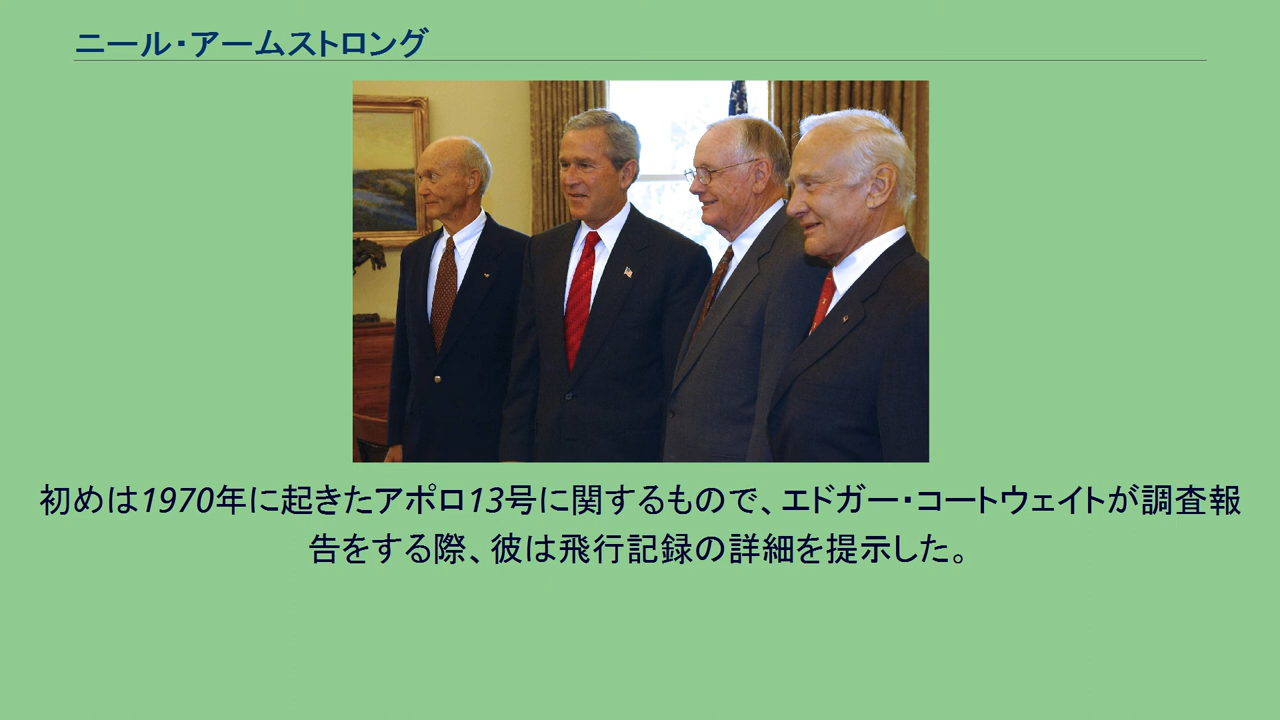 ニール・アームストロング
初めは1970年に起きたアポロ13号に関するもので、エドガー・コートウェイトが調査報
告をする際、彼は飛行記録の詳細を提示した。